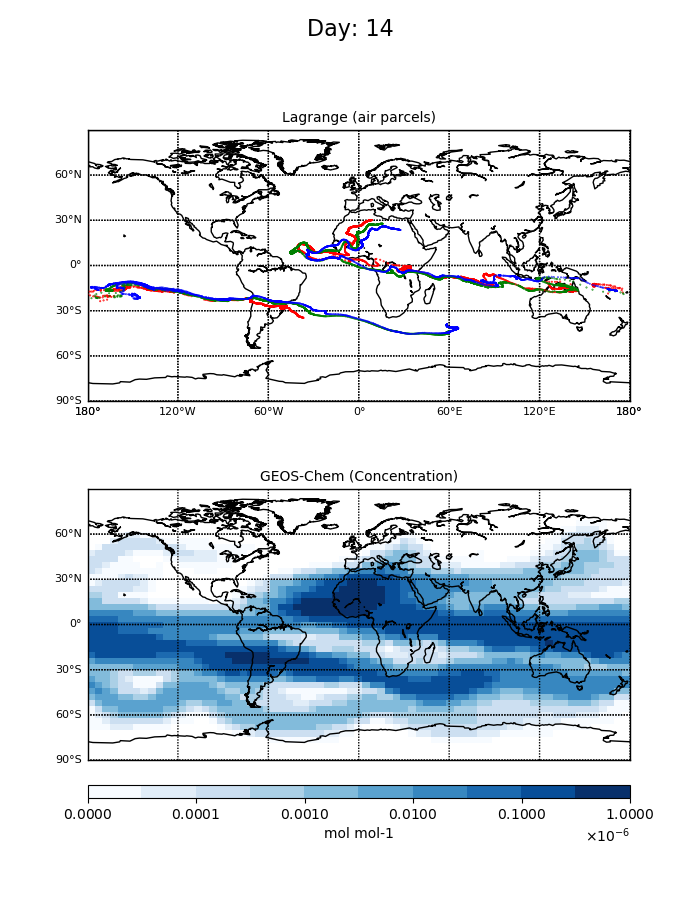 Day: 14
Lagrange (air parcels)
60°N
30°N
0°
30°S
60°S
90°S
180° 120°W 60°W 0° 60°E 120°E 180°
GEOS-Chem (Concentration)
60°N
30°N
0°
30°S
60°S
90°S
0.0000 0.0001 0.0010 0.0100 0.1000 1.0000
mol mol-1 ×10⁻⁶